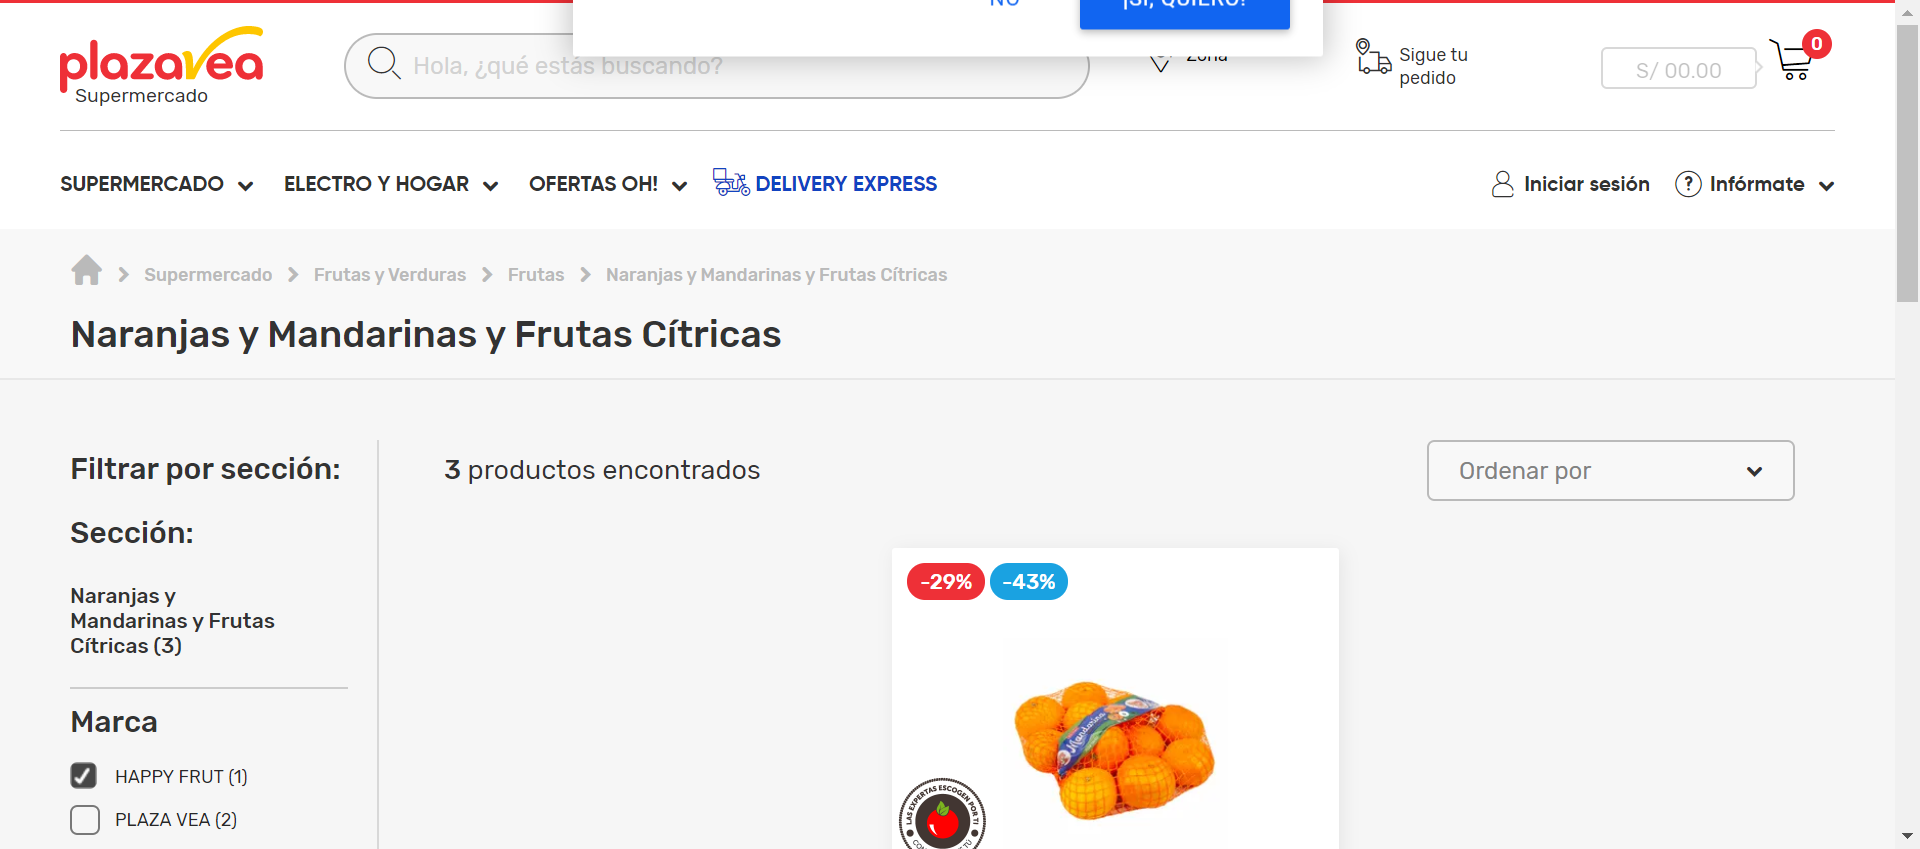 NO
¡SÍ, QUIERO!
plazavea
Supermercado
Hola, ¿qué estás buscando?
Zona
Sigue tu
pedido
S/ 00.00
0
SUPERMERCADO
ELECTRO Y HOGAR
OFERTAS OH!
DELIVERY EXPRESS
Iniciar sesión
? Infórmate
Supermercado
Frutas y Verduras
Frutas
Naranjas y Mandarinas y Frutas Cítricas
Naranjas y Mandarinas y Frutas Cítricas
Filtrar por sección:
3 productos encontrados
Ordenar por
Sección:
Naranjas y
Mandarinas y Frutas
Cítricas (3)
Marca
HAPPY FRUT (1)
PLAZA VEA (2)
-29%
-43%
Mandarina
LAS EXPERTAS ESCOGEN POR TI